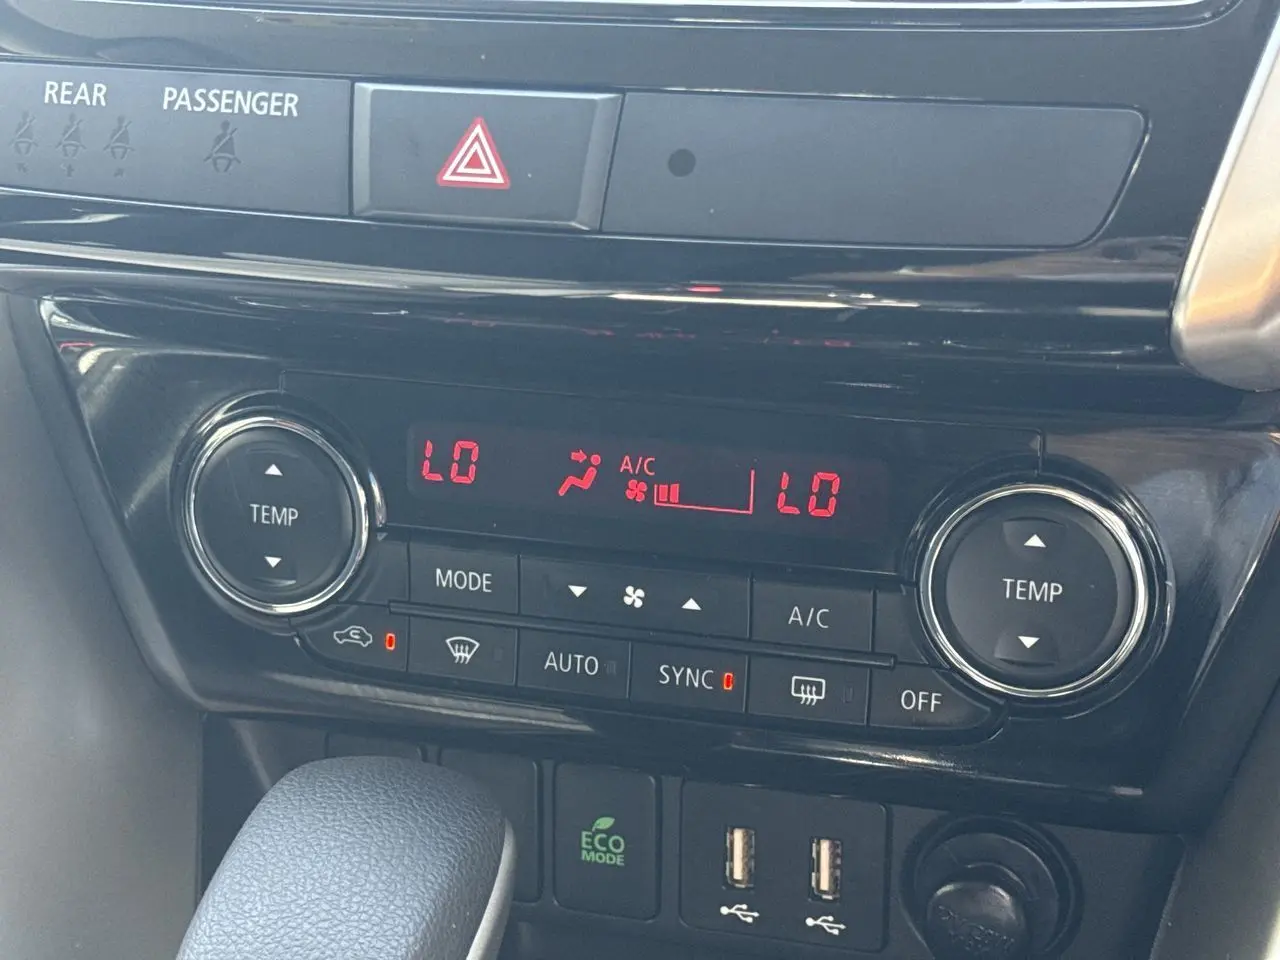 REAR PASSENGER
LO A/C LO
TEMP
MODE
A/C
TEMP
AUTO
SYNC
OFF
ECO
MODE